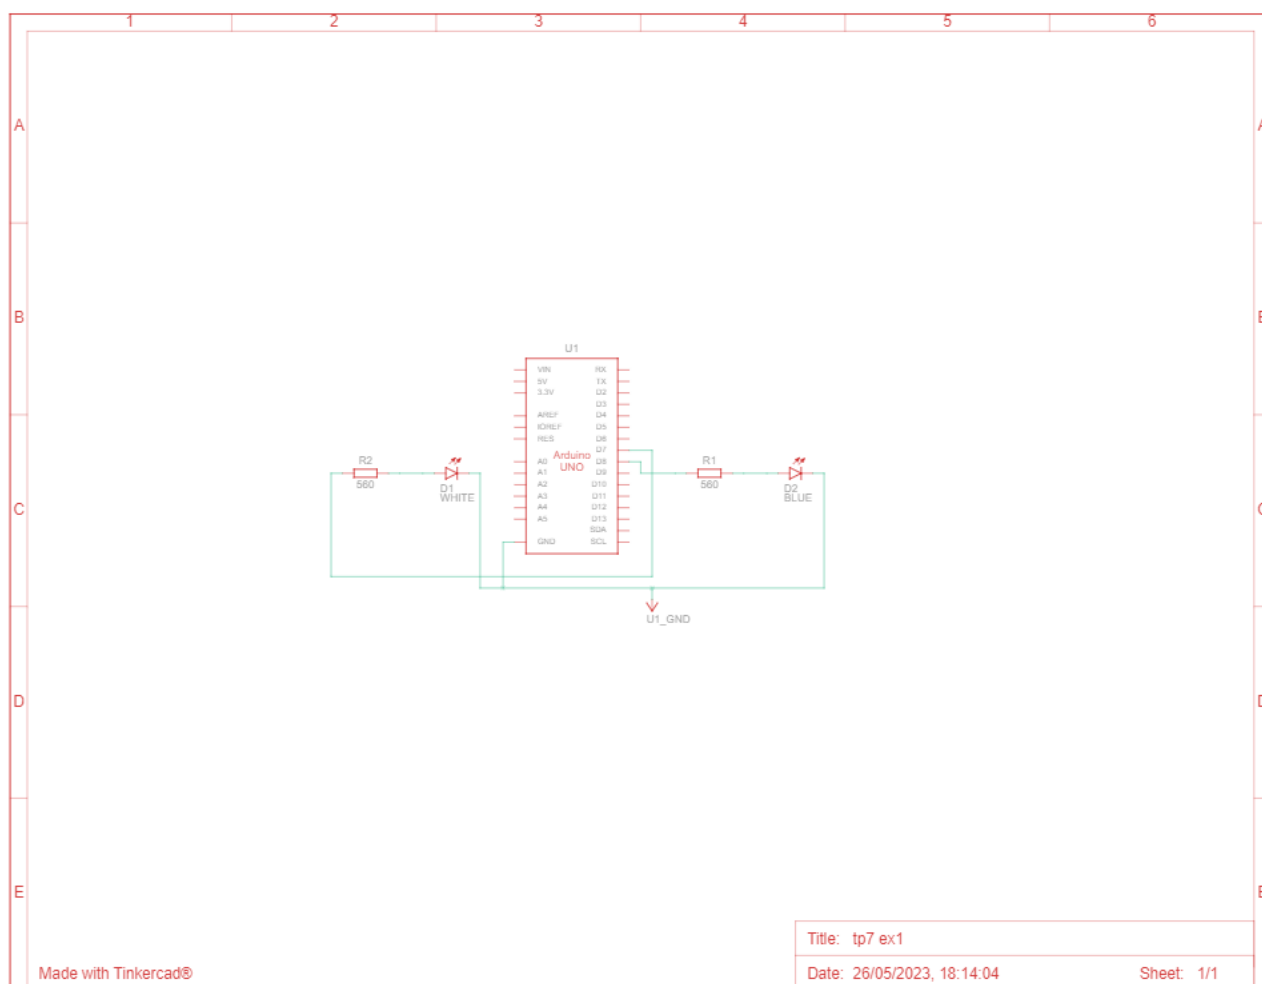 1 2 3 4 5 6
A
B
C
D
E
U1
VIN RX
5V TX
3.3V D2
D3
AREF D4
IOREF D5
RES D6
D7
A0 D8
A1 D9
A2 D10
A3 D11
A4 D12
A5 D13
SDA
GND SCL
Arduino
UNO
R2
560
D1
WHITE
R1
560
D2
BLUE
U1_GND
Title: tp7 ex1
Date: 26/05/2023, 18:14:04 Sheet: 1/1
Made with Tinkercad®